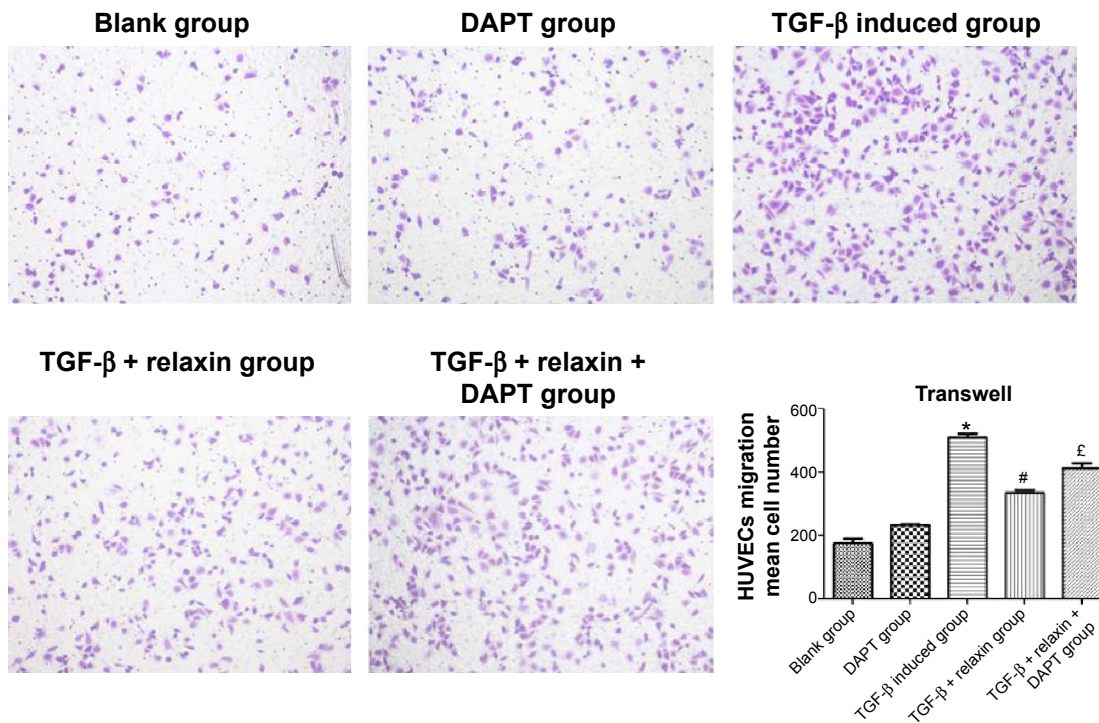 Blank group
DAPT group
TGF-β induced group
TGF-β + relaxin group
TGF-β + relaxin +
DAPT group
Transwell
HUVECs migration
mean cell number
600
400
200
0
*
#
£
Blank group
DAPT group
TGF-β induced group
TGF-β + relaxin group
TGF-β + relaxin +
DAPT group